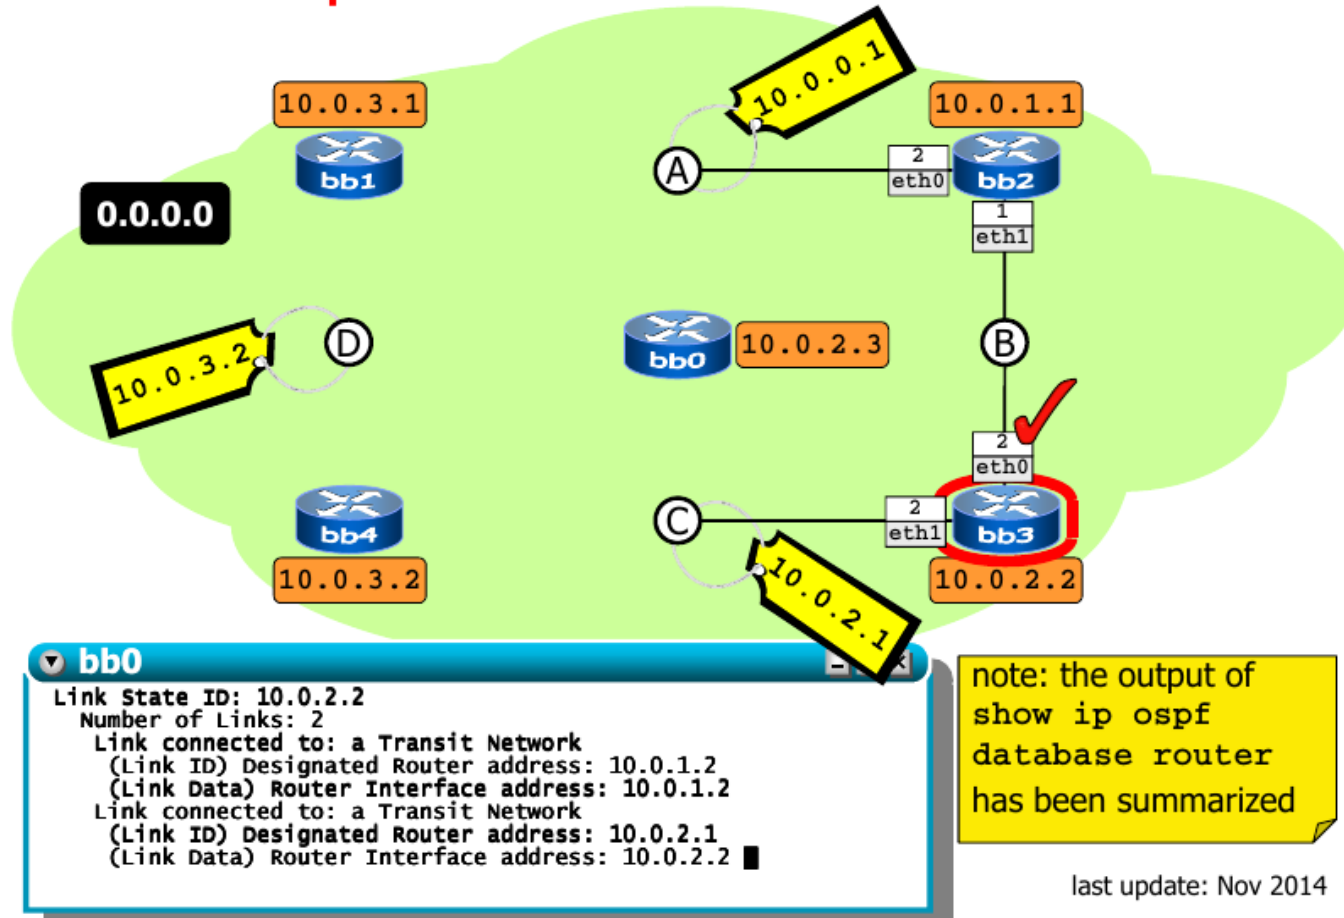 10.0.3.1
10.0.0.1
10.0.1.1
bb1
A
2
eth0
bb2
0.0.0.0
1
eth1
10.0.3.2
D
bb0
10.0.2.3
B
2
eth0
bb4
10.0.3.2
C
2
eth1
bb3
10.0.2.2
10.0.2.1
bb0
Link State ID: 10.0.2.2
Number of Links: 2
Link connected to: a Transit Network
(Link ID) Designated Router address: 10.0.1.2
(Link Data) Router Interface address: 10.0.1.2
Link connected to: a Transit Network
(Link ID) Designated Router address: 10.0.2.1
(Link Data) Router Interface address: 10.0.2.2
note: the output of
show ip ospf
database router
has been summarized
last update: Nov 2014